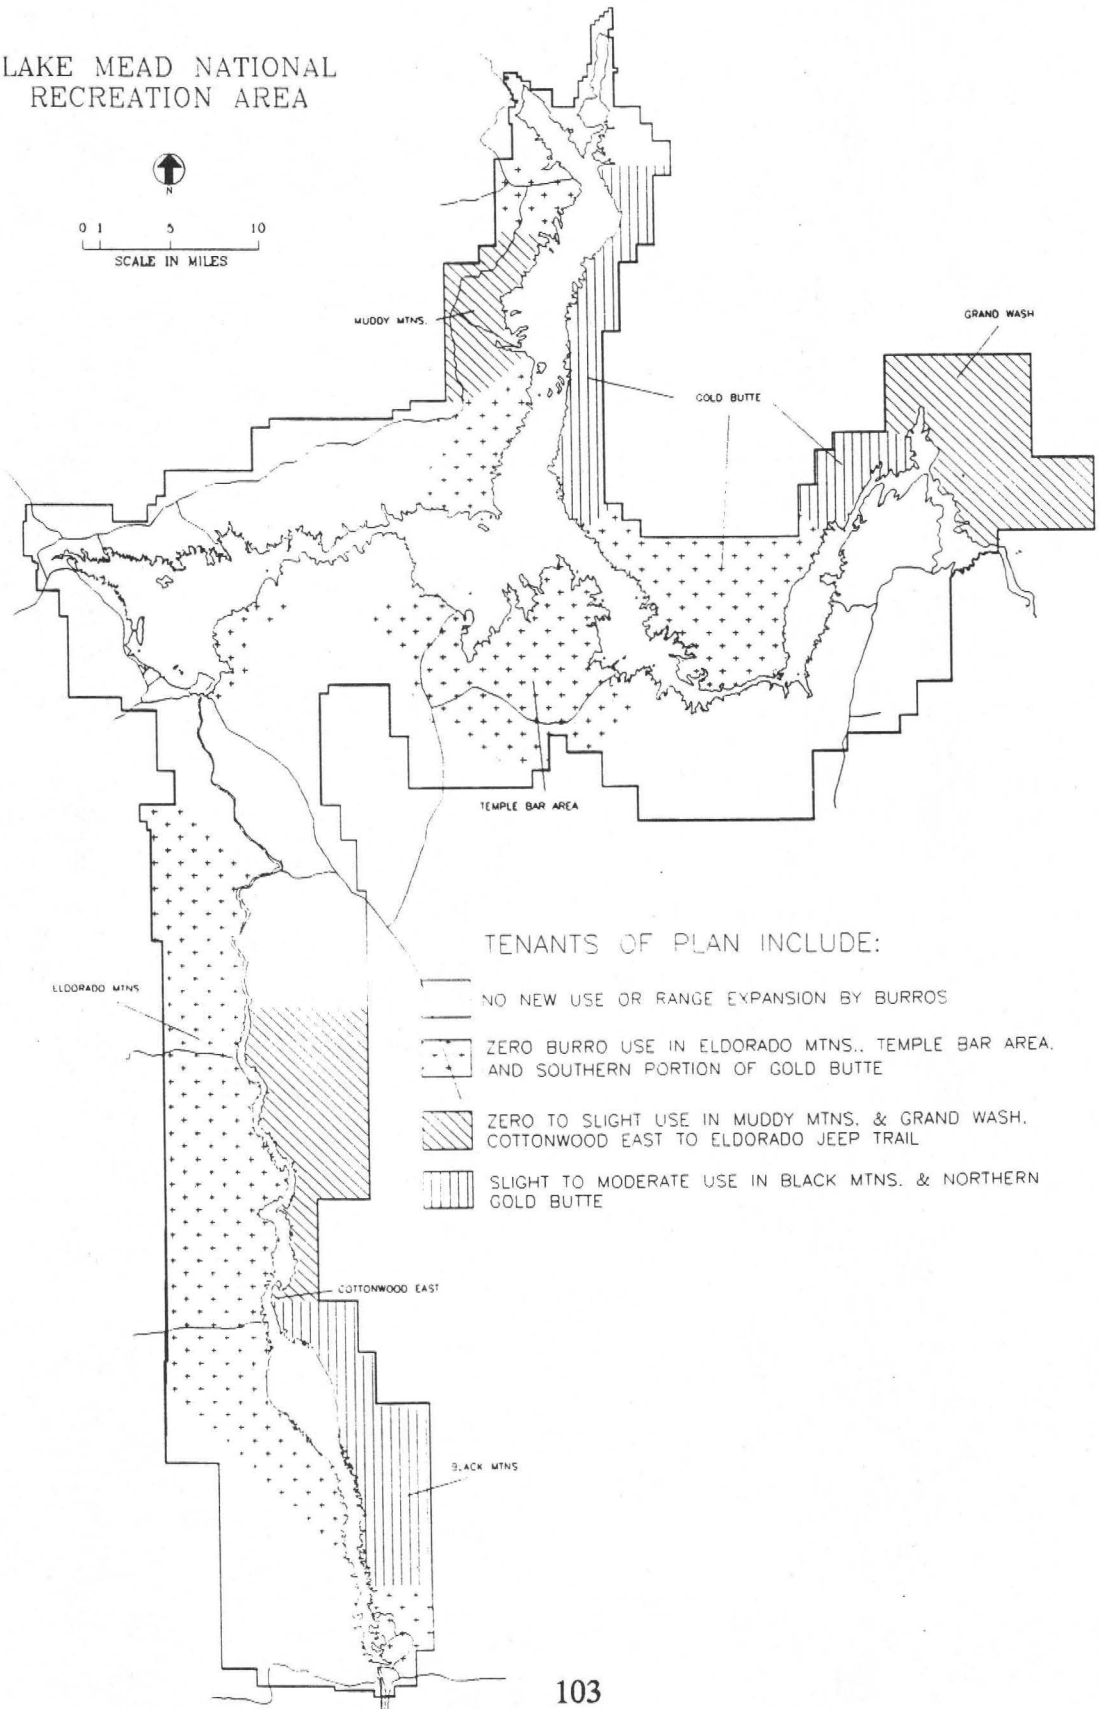 LAKE MEAD NATIONAL
RECREATION AREA
N
0 1 5 10
SCALE IN MILES
MUDDY MTNS.
GRAND WASH
GOLD BUTTE
TEMPLE BAR AREA
ELDORADO MTNS
COTTONWOOD EAST
BLACK MTNS
TENANTS OF PLAN INCLUDE:
NO NEW USE OR RANGE EXPANSION BY BURROS
ZERO BURRO USE IN ELDORADO MTNS., TEMPLE BAR AREA,
AND SOUTHERN PORTION OF GOLD BUTTE
ZERO TO SLIGHT USE IN MUDDY MTNS. & GRAND WASH,
COTTONWOOD EAST TO ELDORADO JEEP TRAIL
SLIGHT TO MODERATE USE IN BLACK MTNS. & NORTHERN
GOLD BUTTE
103